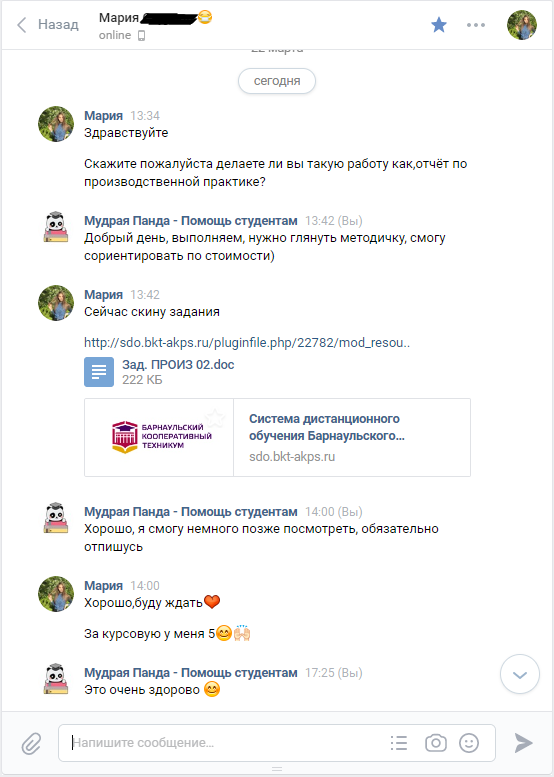 Назад
Мария
online
22 марта
сегодня
Мария 13:34
Здравствуйте
Скажите пожалуйста делаете ли вы такую работу как,отчёт по
производственной практике?
Мудрая Панда - Помощь студентам 13:42 (Вы)
Добрый день, выполняем, нужно глянуть методичку, смогу
сориентировать по стоимости)
Мария 13:42
Сейчас скину задания
http://sdo.bkt-akps.ru/pluginfile.php/22782/mod_resou..
Зад. ПРОИЗ 02.doc
222 КБ
БАРНАУЛЬСКИЙ
КООПЕРАТИВНЫЙ
ТЕХНИКУМ
Система дистанционного
обучения Барнаульского…
sdo.bkt-akps.ru
Мудрая Панда - Помощь студентам 14:00 (Вы)
Хорошо, я смогу немного позже посмотреть, обязательно
отпишусь
Мария 14:00
Хорошо,буду ждать❤
За курсовую у меня 5😊🙌🏻
Мудрая Панда - Помощь студентам 17:25 (Вы)
Это очень здорово 😊
Напишите сообщение…